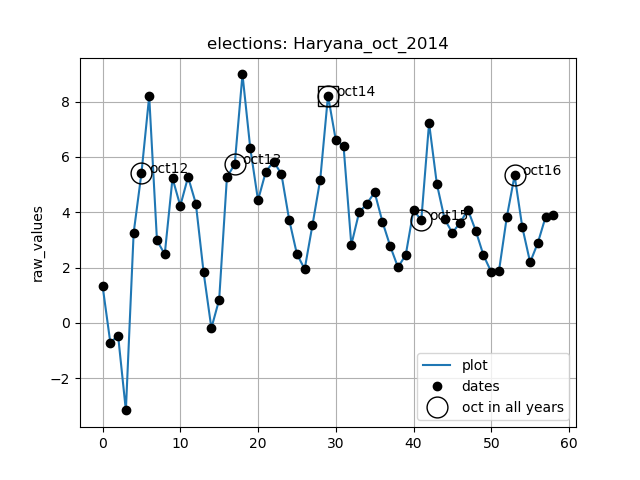 elections: Haryana_oct_2014
raw_values
8
6
4
2
0
−2
oct12
oct13
oct14
oct15
oct16
plot
dates
oct in all years
0
10
20
30
40
50
60